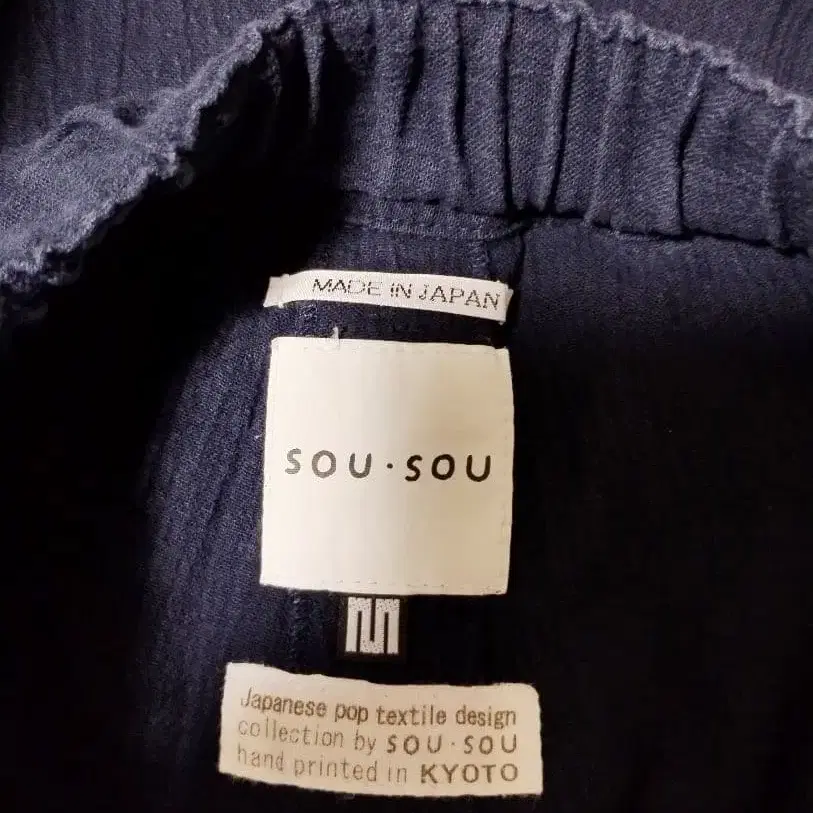 MADE IN JAPAN
SOU·SOU
M
Japanese pop textile design
collection by SOU·SOU
hand printed in KYOTO